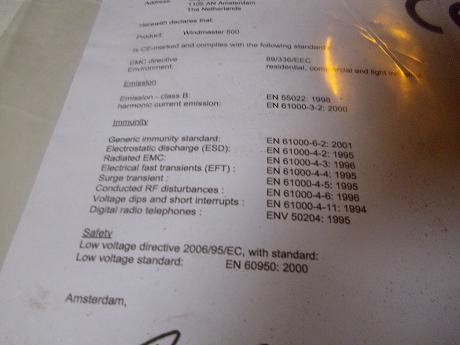 Address:
1109 AN Amsterdam
The Netherlands
Herewith declares that:
Product: Windmaster 500
is CE-marked and complies with the following standard
EMC directive 89/336/EEC
Environment: residential, commercial and light
Emission
Emission - class B: EN 55022: 1998
harmonic current emission: EN 61000-3-2: 2000
Immunity
Generic immunity standard: EN 61000-6-2: 2001
Electrostatic discharge (ESD): EN 61000-4-2: 1995
Radiated EMC: EN 61000-4-3: 1996
Electrical fast transients (EFT) : EN 61000-4-4: 1995
Surge transient : EN 61000-4-5: 1995
Conducted RF disturbances : EN 61000-4-6: 1996
Voltage dips and short interrupts : EN 61000-4-11: 1994
Digital radio telephones : ENV 50204: 1995
Safety
Low voltage directive 2006/95/EC, with standard:
Low voltage standard: EN 60950: 2000
Amsterdam,